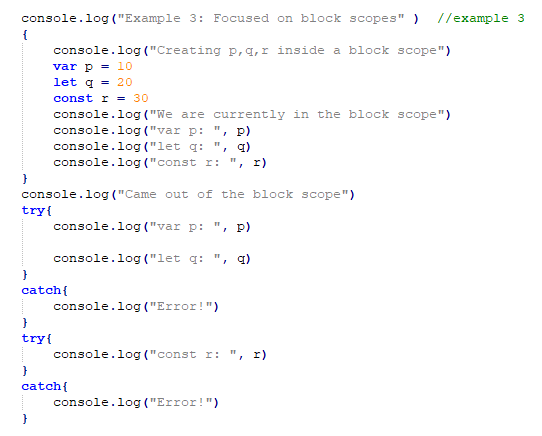 console.log("Example 3: Focused on block scopes" )  //example 3
{
    console.log("Creating p,q,r inside a block scope")
    var p = 10
    let q = 20
    const r = 30
    console.log("We are currently in the block scope")
    console.log("var p: ", p)
    console.log("let q: ", q)
    console.log("const r: ", r)
}
console.log("Came out of the block scope")
try{
    console.log("var p: ", p)

    console.log("let q: ", q)
}
catch{
    console.log("Error!")
}
try{
    console.log("const r: ", r)
}
catch{
    console.log("Error!")
}